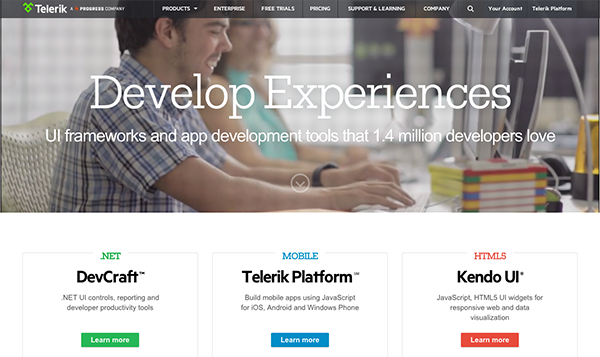 Telerik A PROGRESS COMPANY PRODUCTS ENTERPRISE FREE TRIALS PRICING SUPPORT & LEARNING COMPANY Your Account Telerik Platform
Develop Experiences
UI frameworks and app development tools that 1.4 million developers love
.NET
DevCraft™
.NET UI controls, reporting and
developer productivity tools
Learn more
MOBILE
Telerik Platform℠
Build mobile apps using JavaScript
for iOS, Android and Windows Phone
Learn more
HTML5
Kendo UI®
JavaScript, HTML5 UI widgets for
responsive web and data
visualization
Learn more